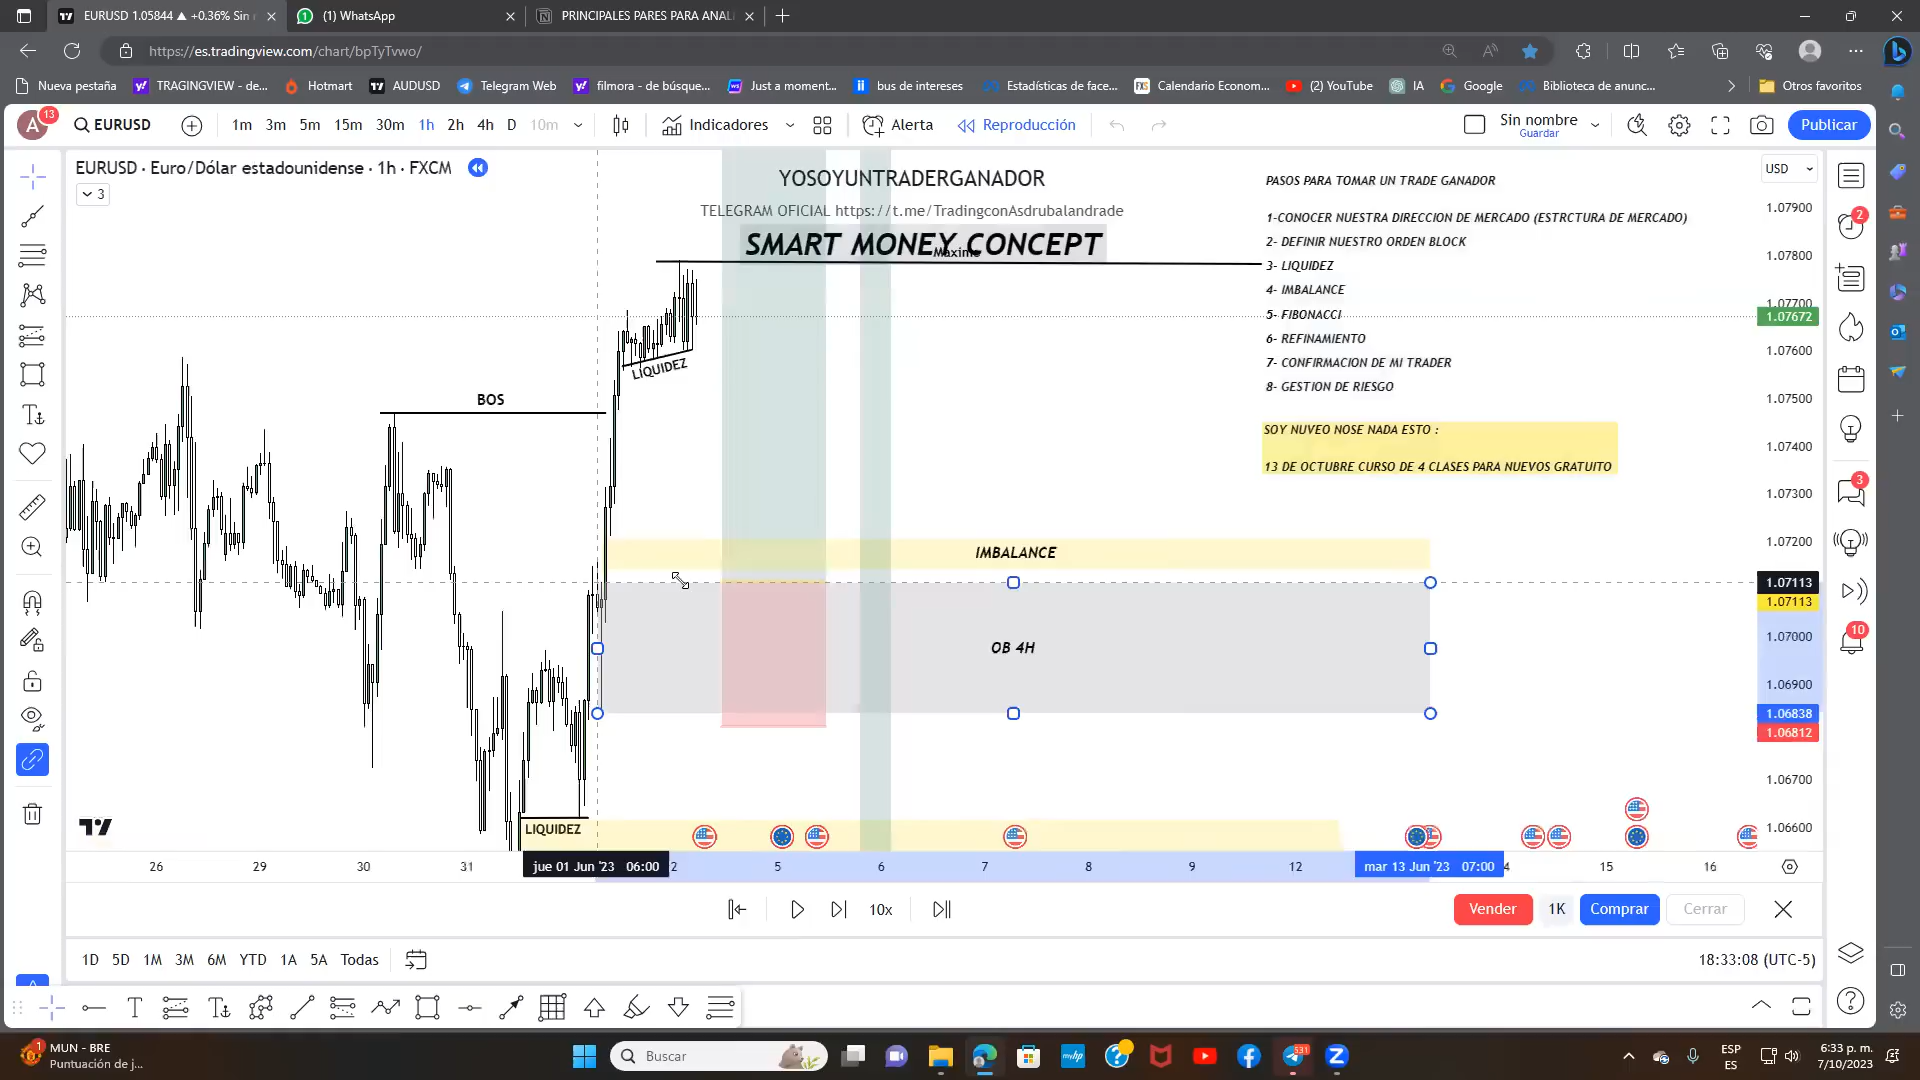 EURUSD 1.05844 ▲ +0.36% Sin
(1) WhatsApp
PRINCIPALES PARES PARA ANAL
https://es.tradingview.com/chart/bpTyTvwo/
Nueva pestaña
TRAGINGVIEW - de...
Hotmart
AUDUSD
Telegram Web
filmora - de búsque...
Just a moment...
bus de intereses
Estadísticas de face...
Calendario Econom...
(2) YouTube
IA
Google
Biblioteca de anunc...
Otros favoritos
A 13
EURUSD
1m 3m 5m 15m 30m 1h 2h 4h D 10m
Indicadores
Alerta
Reproducción
Sin nombre
Guardar
Publicar
EURUSD · Euro/Dólar estadounidense · 1h · FXCM
3
YOSOYUNTRADERGANADOR
TELEGRAM OFICIAL https://t.me/TradingconAsdrubalandrade
SMART MONEY CONCEPT
Maximo
PASOS PARA TOMAR UN TRADE GANADOR
1-CONOCER NUESTRA DIRECCION DE MERCADO (ESTRCTURA DE MERCADO)
2- DEFINIR NUESTRO ORDEN BLOCK
3- LIQUIDEZ
4- IMBALANCE
5- FIBONACCI
6- REFINAMIENTO
7- CONFIRMACION DE MI TRADER
8- GESTION DE RIESGO
SOY NUVEO NOSE NADA ESTO :
13 DE OCTUBRE CURSO DE 4 CLASES PARA NUEVOS GRATUITO
USD
1.07900
1.07800
1.07700
1.07672
1.07600
1.07500
1.07400
1.07300
1.07200
1.07113
1.07113
1.07000
1.06900
1.06838
1.06812
1.06700
1.06600
LIQUIDEZ
BOS
IMBALANCE
OB 4H
LIQUIDEZ
2
3
10
26 29 30 31 jue 01 Jun '23 06:00 2 5 6 7 8 9 12 mar 13 Jun '23 07:00 4 15 16
10x
Vender
1K
Comprar
Cerrar
1D 5D 1M 3M 6M YTD 1A 5A Todas
18:33:08 (UTC-5)
1
MUN - BRE
Puntuación de j...
Buscar
myhp
531
ESP
ES
6:33 p. m.
7/10/2023